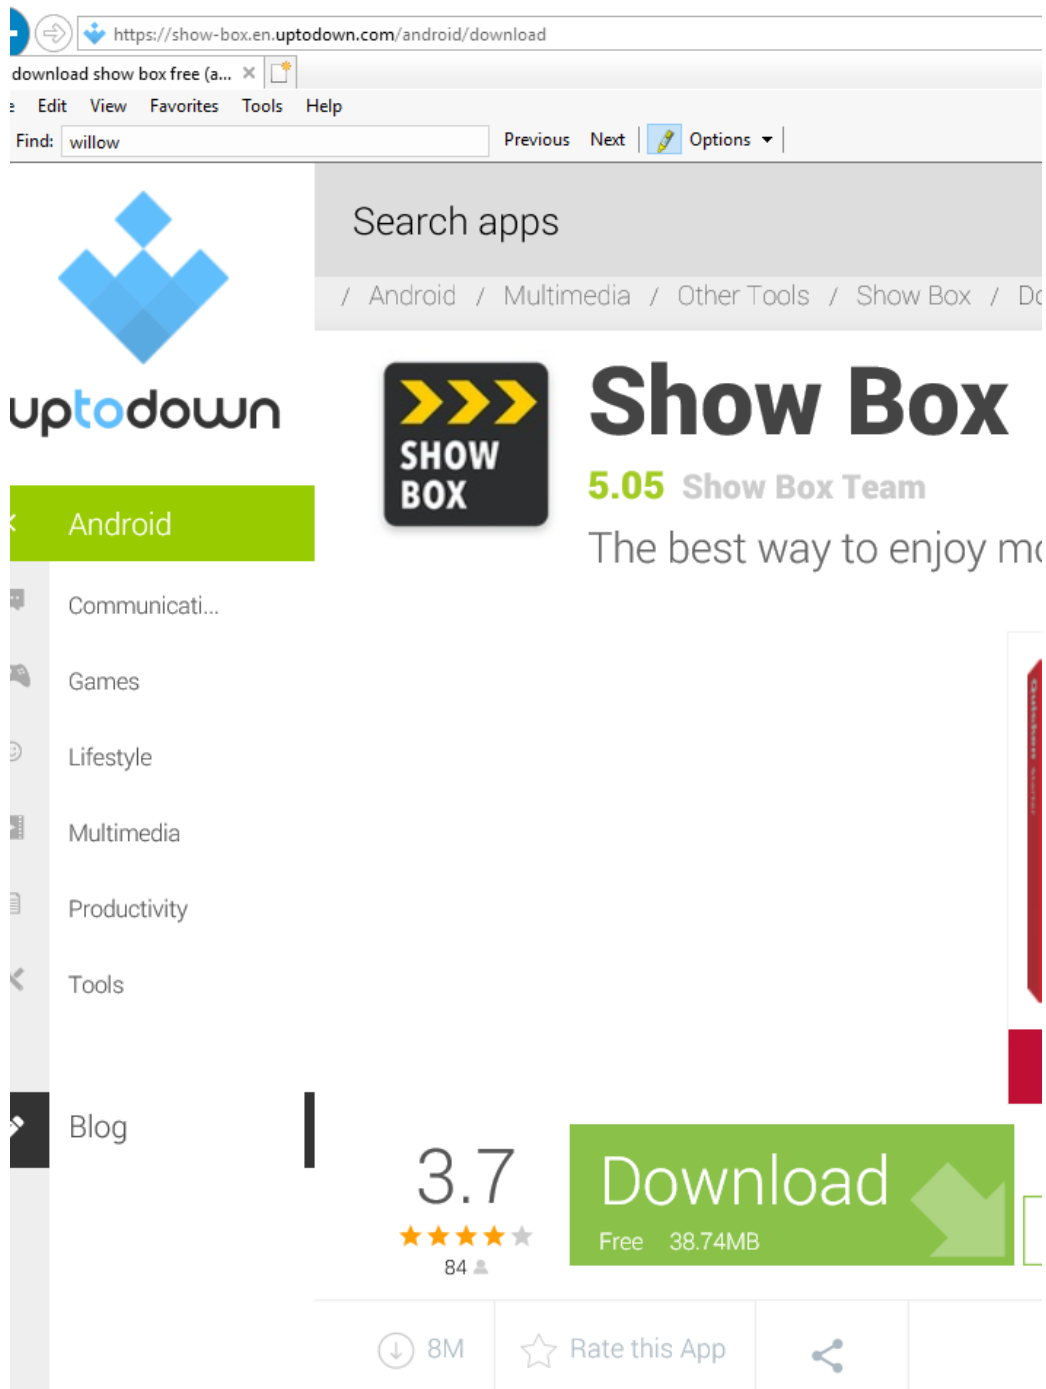 https://show-box.en.uptodown.com/android/download
download show box free (a...
Edit View Favorites Tools Help
Find: willow Previous Next Options
Search apps
/ Android / Multimedia / Other Tools / Show Box / Do
uptodown
SHOW
BOX
Show Box
5.05 Show Box Team
The best way to enjoy mo
Android
Communicati...
Games
Lifestyle
Multimedia
Productivity
Tools
Blog
3.7
84
Download
Free 38.74MB
8M Rate this App